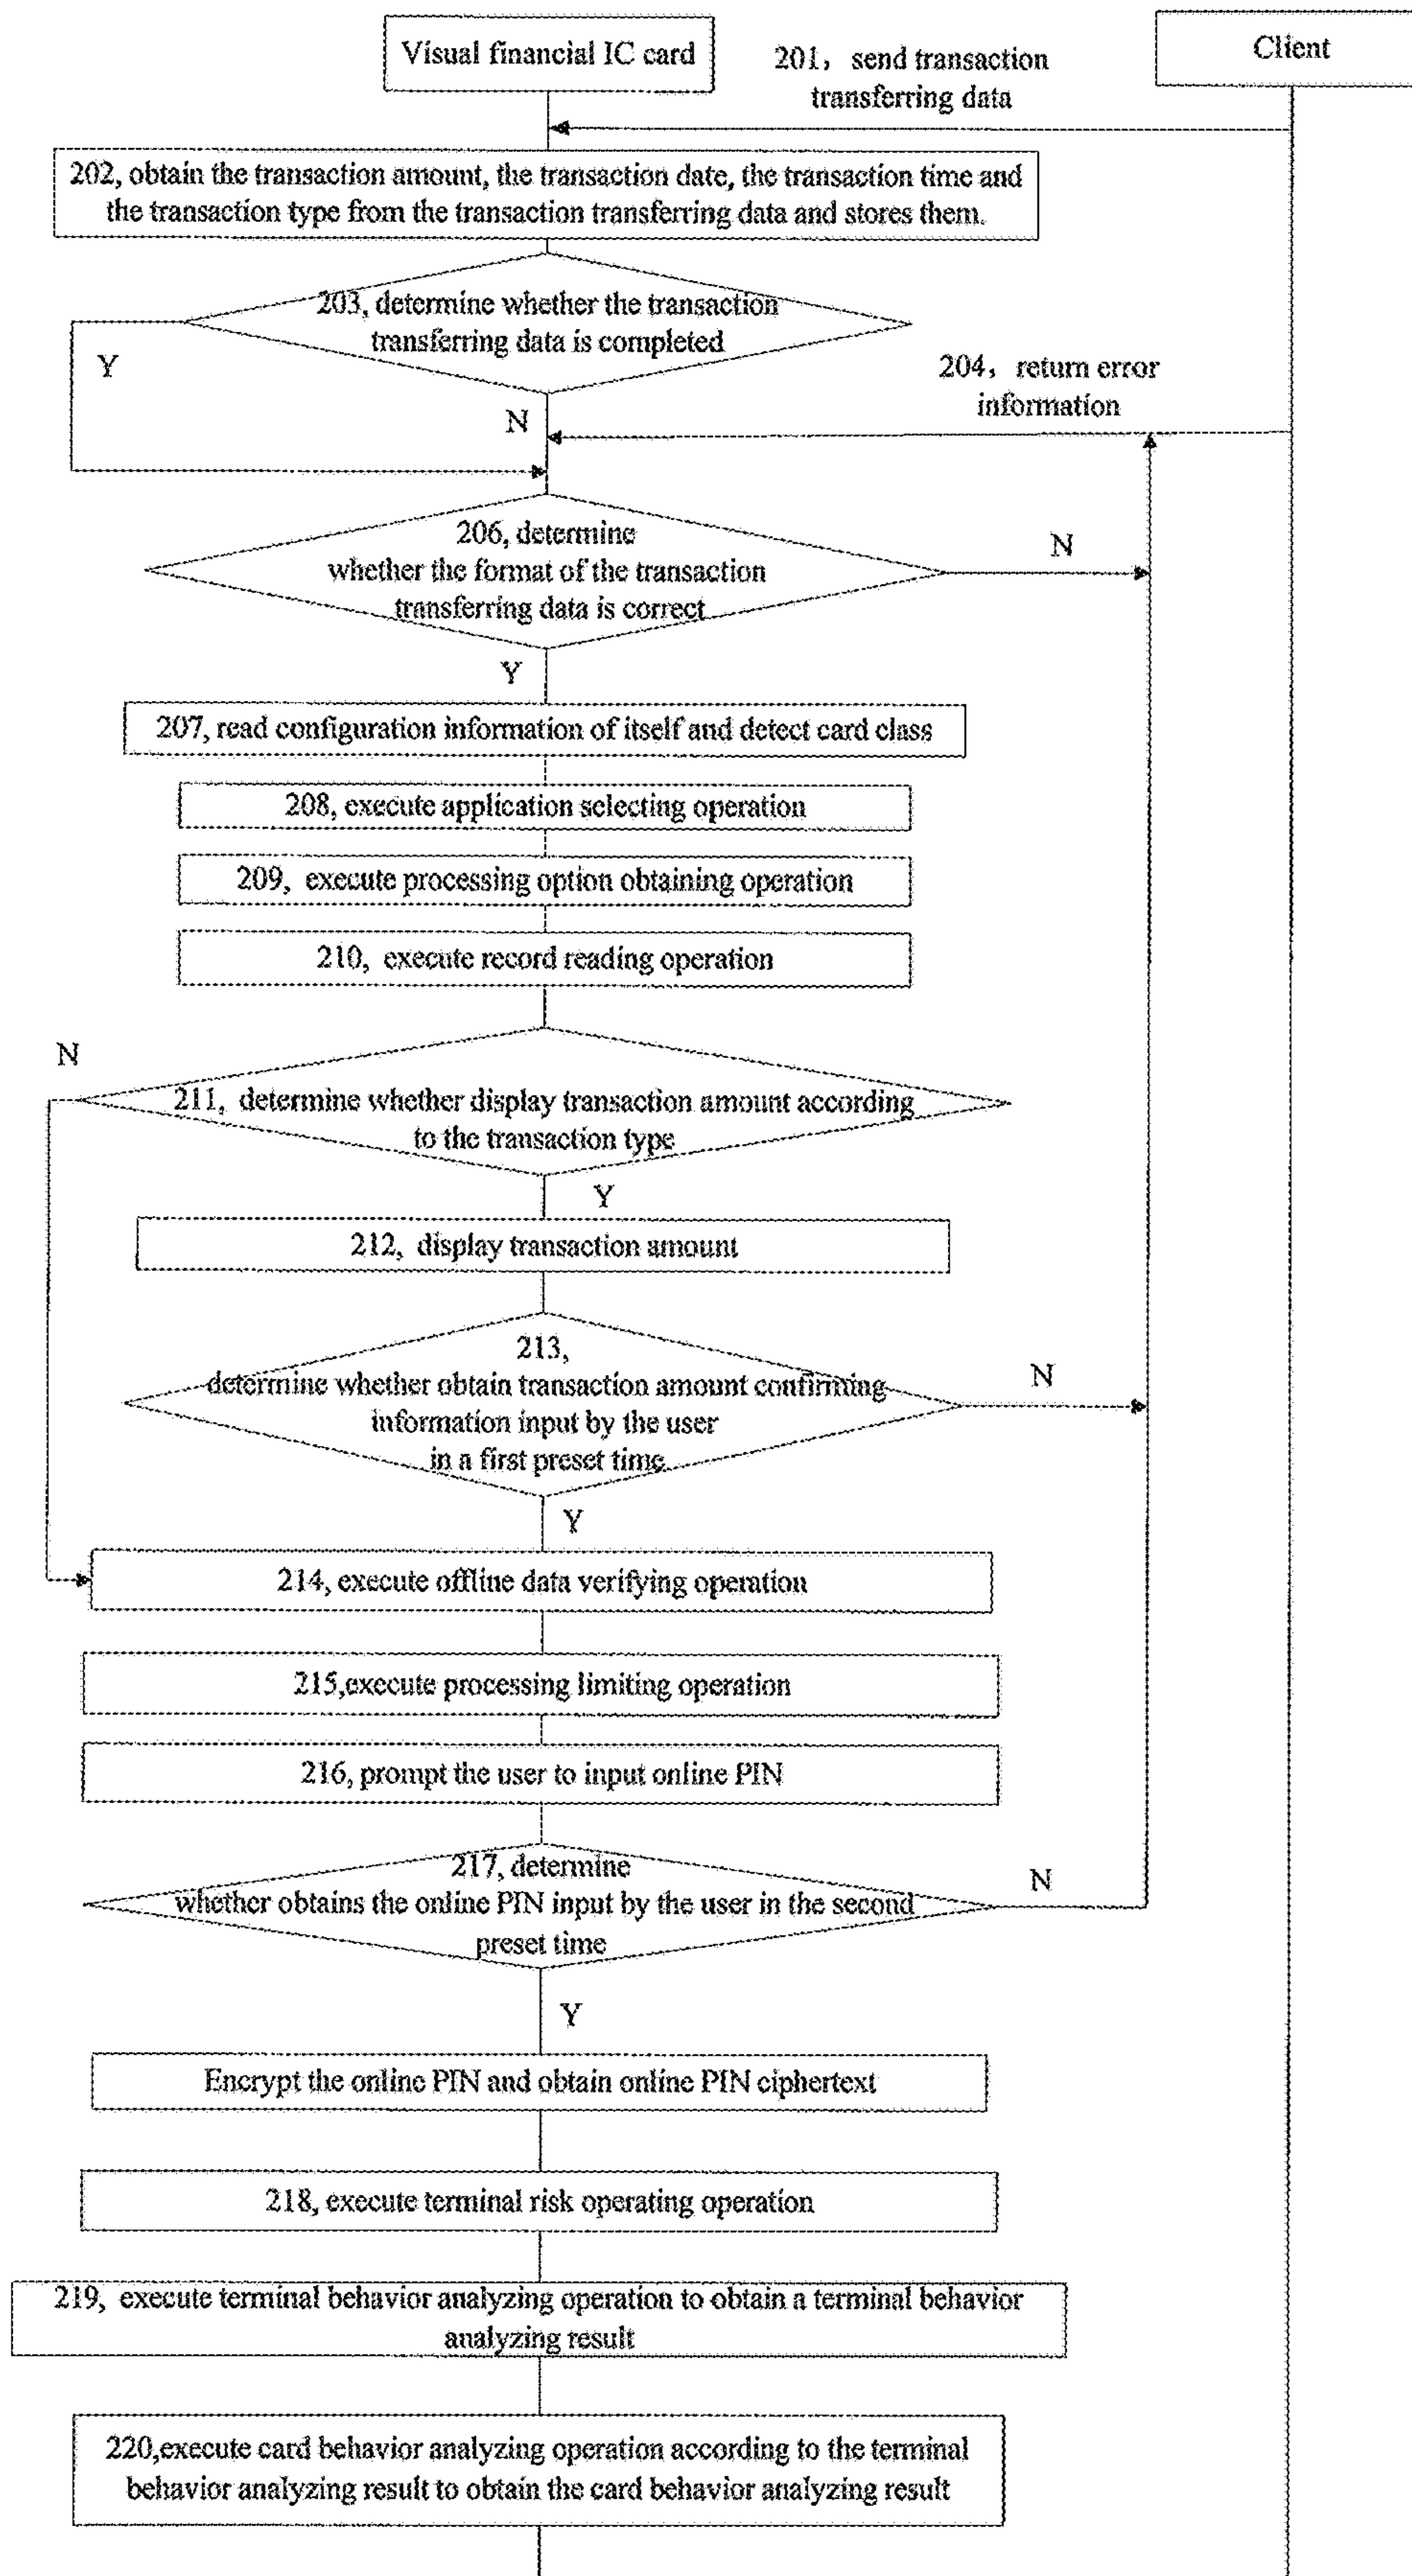 Visual financial IC card
Client
201, send transaction
transferring data
202, obtain the transaction amount, the transaction date, the transaction time and
the transaction type from the transaction transferring data and stores them.
203, determine whether the transaction
transferring data is completed
Y
204, return error
information
N
206, determine
whether the format of the transaction
transferring data is correct
N
Y
207, read configuration information of itself and detect card class
208, execute application selecting operation
209, execute processing option obtaining operation
210, execute record reading operation
N
211, determine whether display transaction amount according
to the transaction type
Y
212, display transaction amount
213,
determine whether obtain transaction amount confirming
information input by the user
in a first preset time
N
Y
214, execute offline data verifying operation
215,execute processing limiting operation
216, prompt the user to input online PIN
217, determine
whether obtains the online PIN input by the user in the second
preset time
N
Y
Encrypt the online PIN and obtain online PIN ciphertext
218, execute terminal risk operating operation
219, execute terminal behavior analyzing operation to obtain a terminal behavior
analyzing result
220,execute card behavior analyzing operation according to the terminal
behavior analyzing result to obtain the card behavior analyzing result